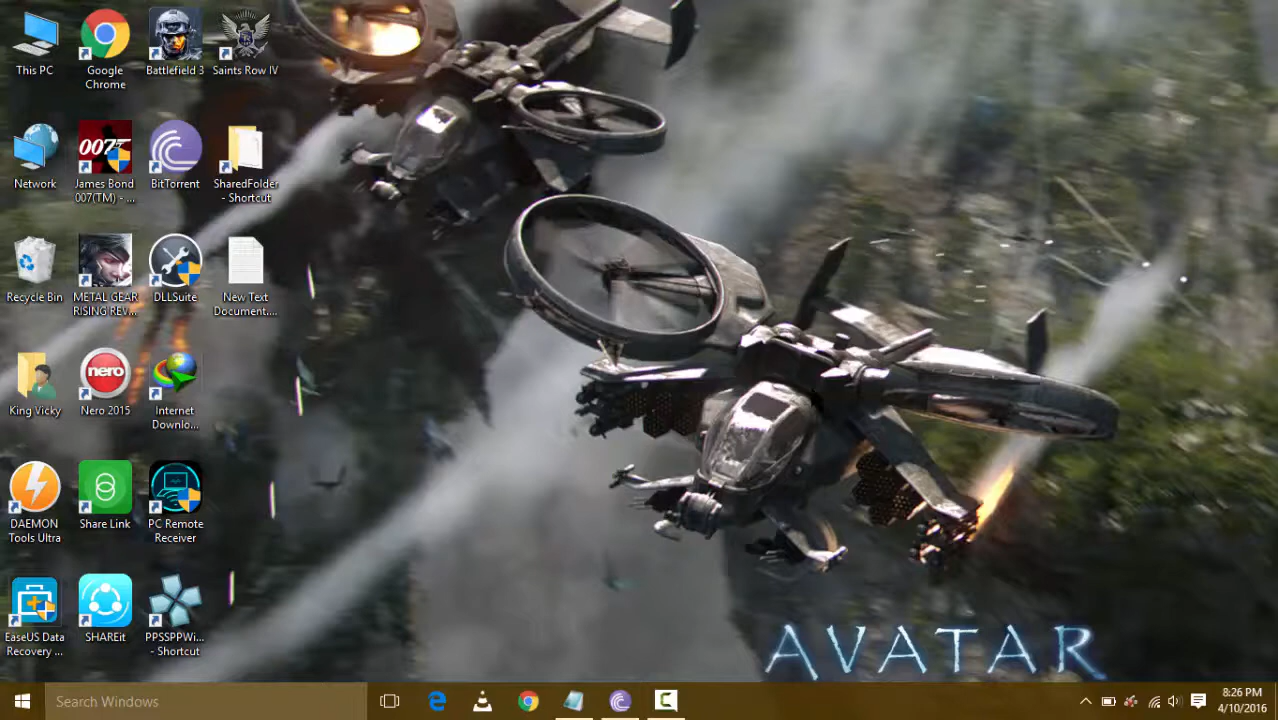 This PC
Google
Chrome
Battlefield 3
Saints Row IV
Network
007
James Bond
007(TM) - ...
BitTorrent
SharedFolder
- Shortcut
Recycle Bin
METAL GEAR
RISING REV...
DLLSuite
New Text
Document....
King Vicky
nero
Nero 2015
Internet
Downlo...
DAEMON
Tools Ultra
Share Link
PC Remote
Receiver
EaseUS Data
Recovery ...
SHAREit
PPSSPPWi...
- Shortcut
AVATAR
Search Windows
8:26 PM
4/10/2016